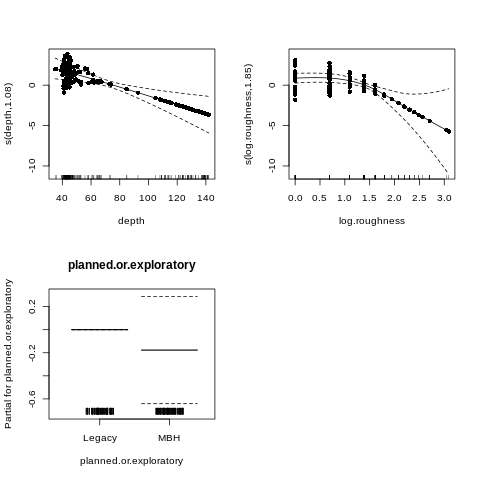 s(depth,1.08)
0
-5
-10
40 60 80 100 120 140
depth
s(log.roughness,1.85)
0
-5
-10
0.0 0.5 1.0 1.5 2.0 2.5 3.0
log.roughness
planned.or.exploratory
Partial for planned.or.exploratory
0.2
-0.2
-0.6
Legacy MBH
planned.or.exploratory